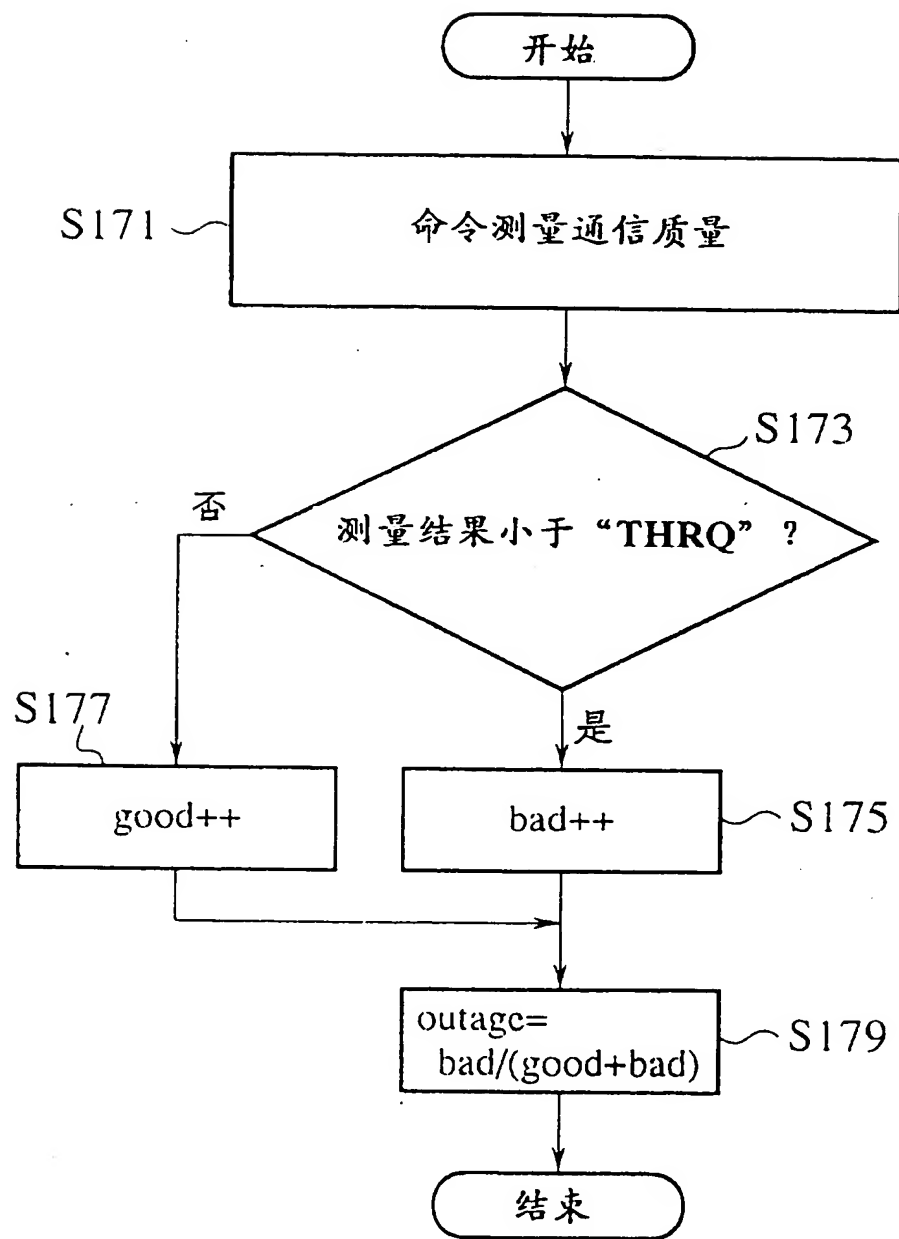 开始
S171
命令测量通信质量
S173
否
测量结果小于“THRQ”？
S177
是
good++
bad++
S175
outage=
bad/(good+bad)
S179
结束